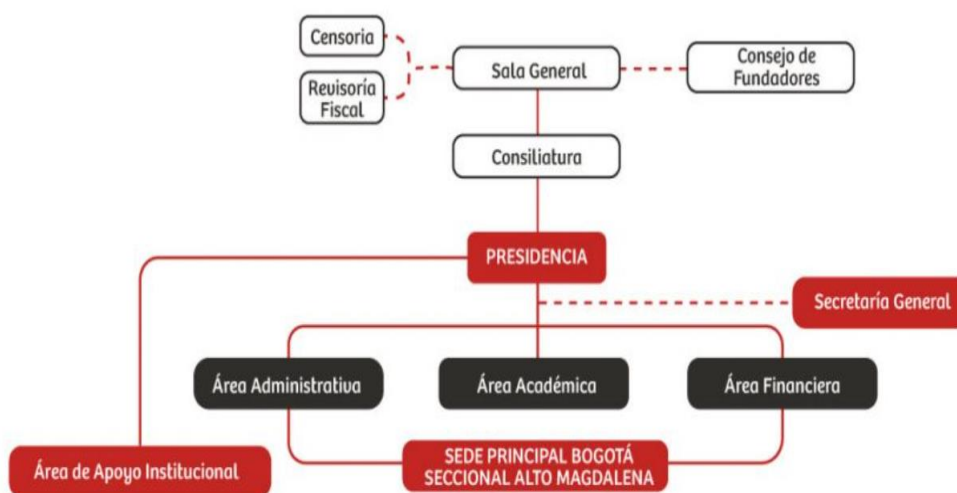 Censoria
Revisoría
Fiscal
Sala General
Consejo de
Fundadores
Consiliatura
PRESIDENCIA
Secretaría General
Área Administrativa
Área Académica
Área Financiera
Área de Apoyo Institucional
SEDE PRINCIPAL BOGOTÁ
SECCIONAL ALTO MAGDALENA